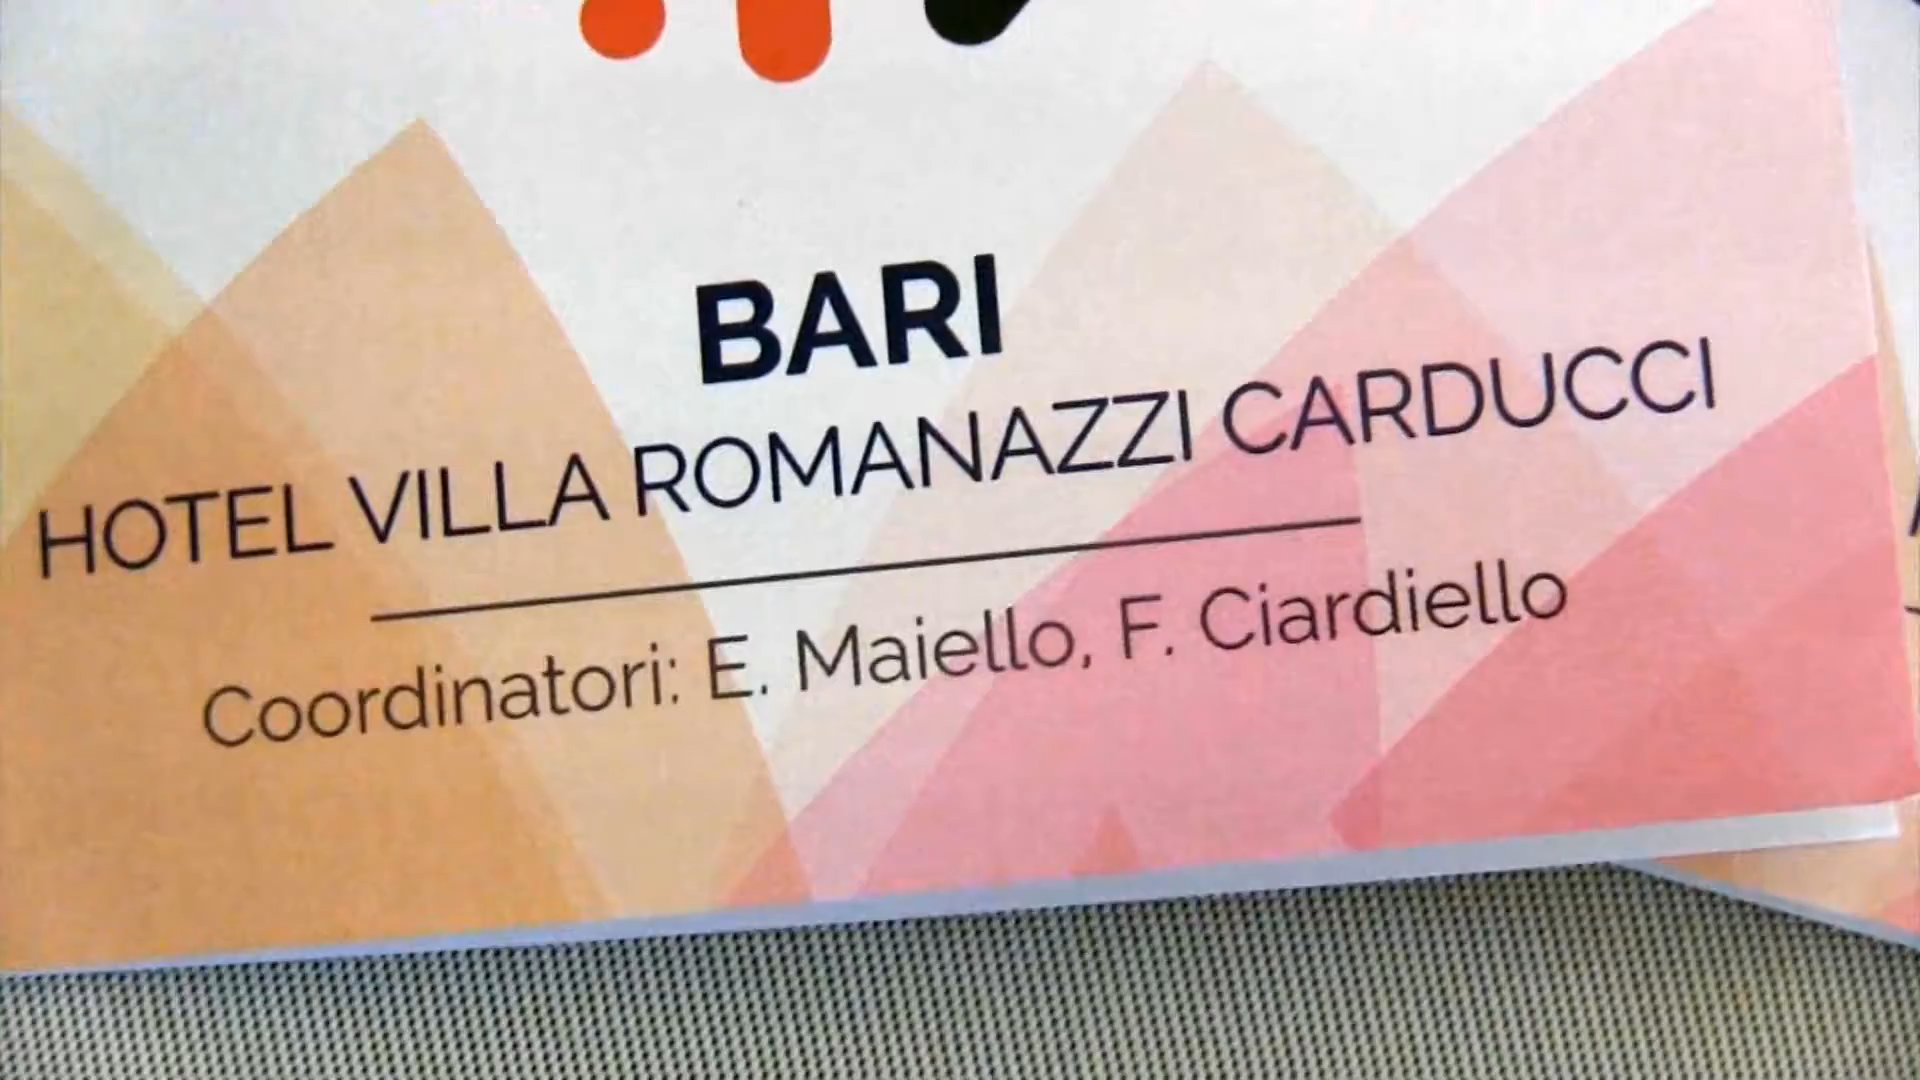 BARI
HOTEL VILLA ROMANAZZI CARDUCCI
Coordinatori: E. Maiello, F. Ciardiello